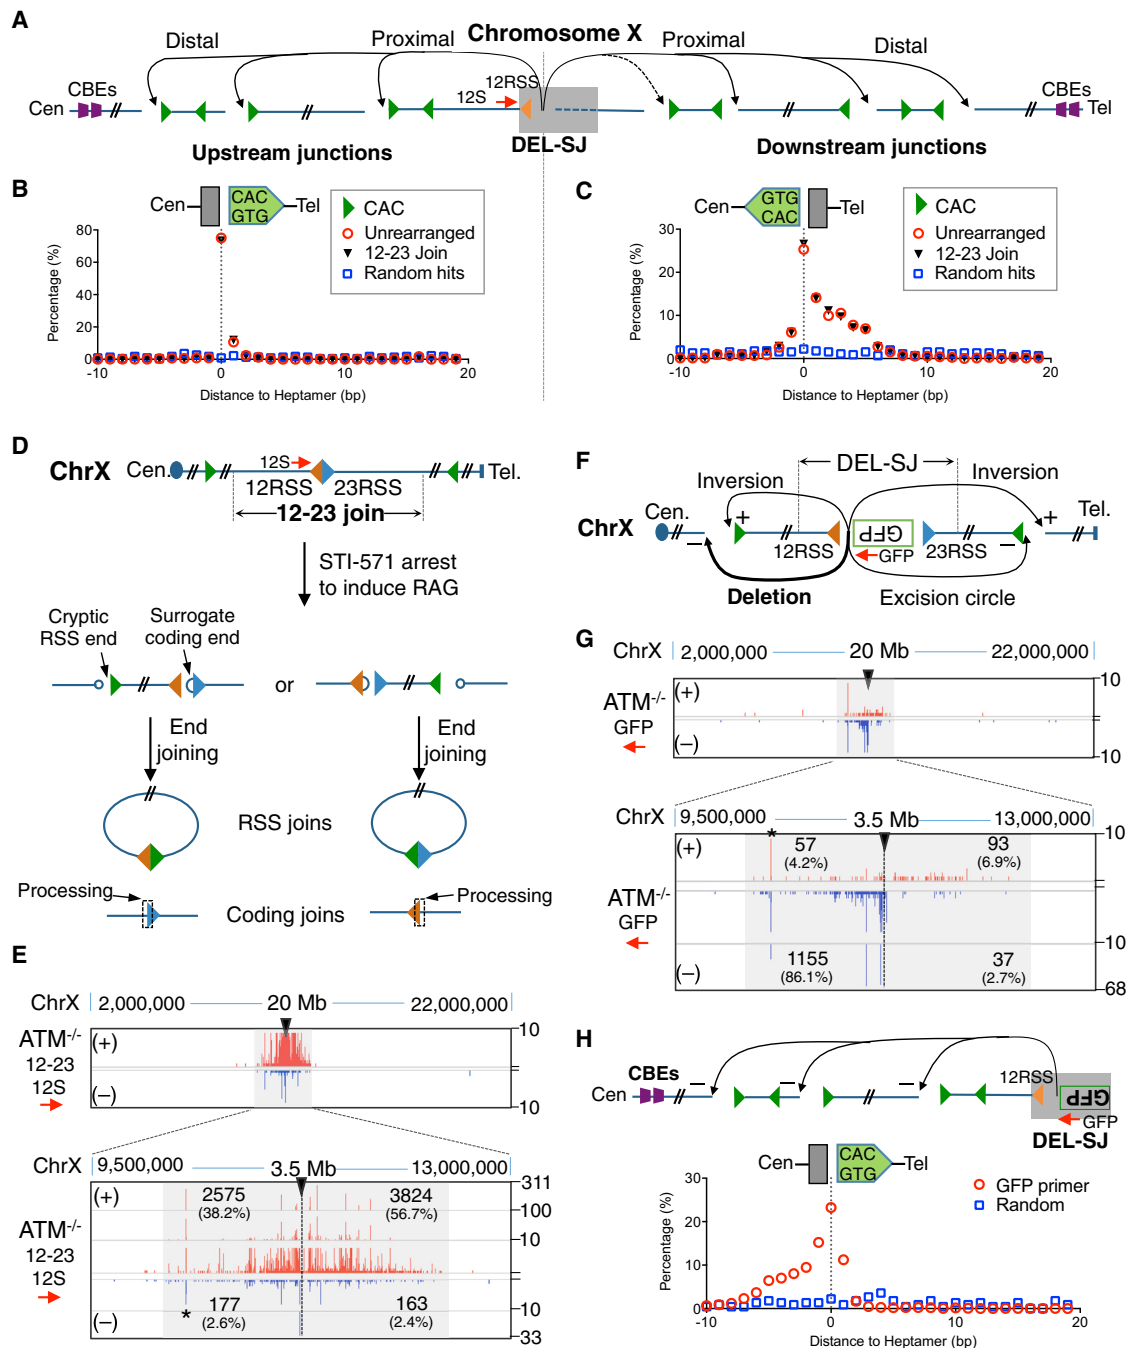 A
Chromosome X
Distal
Proximal
Proximal
Distal
CBEs
12RSS
12S
CBEs
Cen
Tel
DEL-SJ
Upstream junctions
Downstream junctions
B
Cen
CAC
GTG
Tel
CAC
Unrearranged
12-23 Join
Random hits
Percentage (%)
80
60
40
20
0
-10
0
10
20
Distance to Heptamer (bp)
C
Cen
GTG
CAC
Tel
CAC
Unrearranged
12-23 Join
Random hits
Percentage (%)
30
20
10
0
-10
0
10
20
Distance to Heptamer (bp)
D
ChrX
Cen.
12S
Tel.
12RSS
23RSS
12-23 join
STI-571 arrest
to induce RAG
Cryptic
RSS end
Surrogate
coding end
or
End
joining
End
joining
RSS joins
Processing
Processing
Coding joins
E
ChrX
2,000,000
20 Mb
22,000,000
ATM-/-
12-23
12S
(+)
(–)
10
10
ChrX
9,500,000
3.5 Mb
13,000,000
ATM-/-
12-23
12S
(+)
2575
(38.2%)
3824
(56.7%)
311
100
10
177
(2.6%)
163
(2.4%)
*
(–)
10
33
F
DEL-SJ
Inversion
Inversion
ChrX
Cen.
Tel.
+
+
–
–
12RSS
GFP
GFP
23RSS
Deletion
Excision circle
G
ChrX
2,000,000
20 Mb
22,000,000
ATM-/-
GFP
(+)
(–)
10
10
ChrX
9,500,000
3.5 Mb
13,000,000
ATM-/-
GFP
(+)
*
57
(4.2%)
93
(6.9%)
10
10
1155
(86.1%)
37
(2.7%)
(–)
68
H
CBEs
Cen
–
–
–
12RSS
GFP
GFP
DEL-SJ
Cen
CAC
GTG
Tel
GFP primer
Random
Percentage (%)
30
20
10
0
-10
0
10
20
Distance to Heptamer (bp)